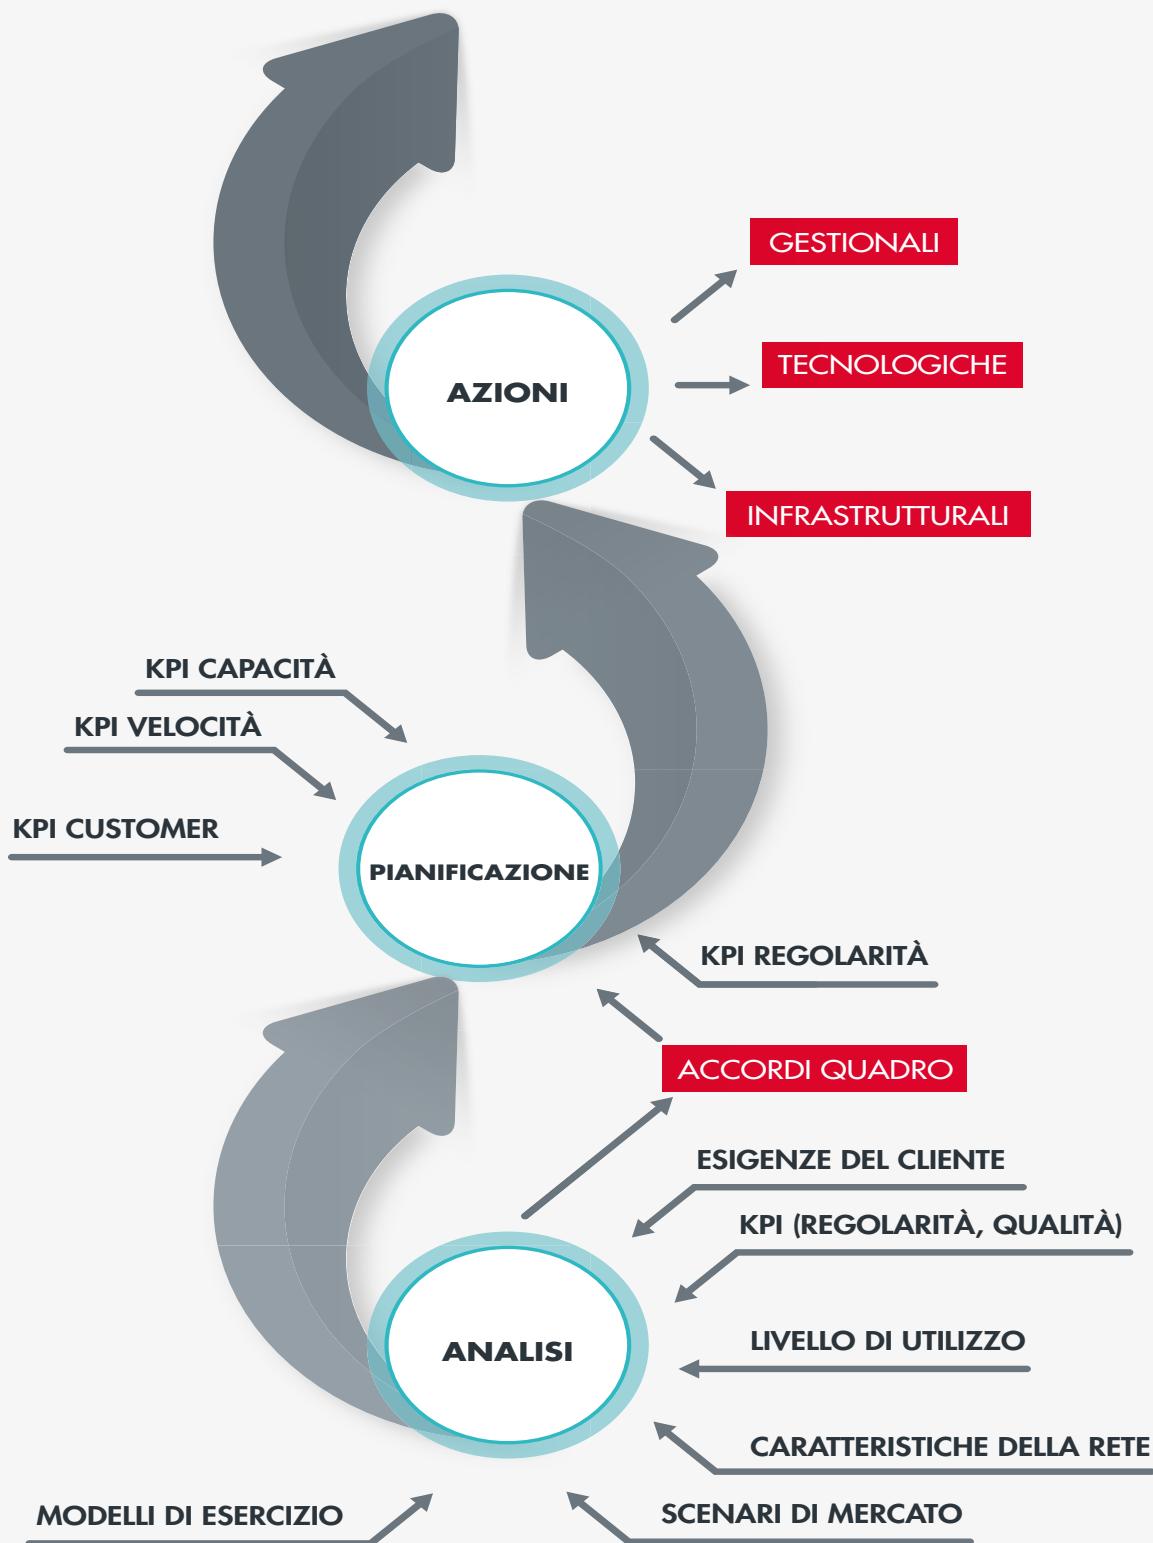 GESTIONALI
TECNOLOGICHE
AZIONI
INFRASTRUTTURALI
KPI CAPACITÀ
KPI VELOCITÀ
KPI CUSTOMER
PIANIFICAZIONE
KPI REGOLARITÀ
ACCORDI QUADRO
ESIGENZE DEL CLIENTE
KPI (REGOLARITÀ, QUALITÀ)
LIVELLO DI UTILIZZO
ANALISI
CARATTERISTICHE DELLA RETE
SCENARI DI MERCATO
MODELLI DI ESERCIZIO